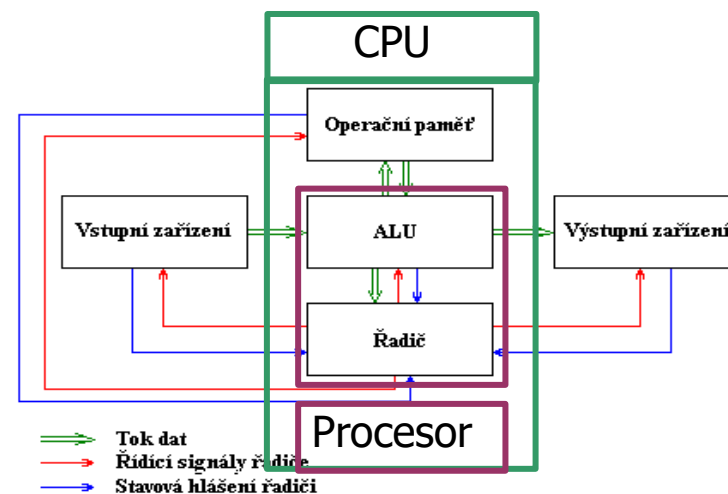 CPU
Operační paměť
Vstupní zařízení
ALU
Výstupní zařízení
Řadič
Procesor
Tok dat
Řídící signály řadiče
Stavová hlášení řadiči